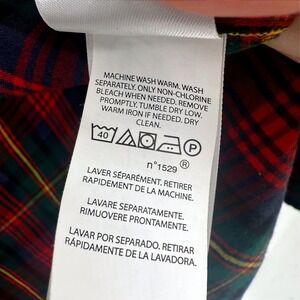 MACHINE WASH WARM. WASH
SEPARATELY. ONLY NON-CHLORINE
BLEACH WHEN NEEDED. REMOVE
PROMPTLY. TUMBLE DRY LOW.
WARM IRON IF NEEDED. DRY
CLEAN.
40 P
n°1529 ®
LAVER SÉPARÉMENT. RETIRER
RAPIDEMENT DE LA MACHINE.
LAVARE SEPARATAMENTE.
RIMUOVERE PRONTAMENTE.
LAVAR POR SEPARADO. RETIRAR
RÁPIDAMENTE DE LA LAVADORA.